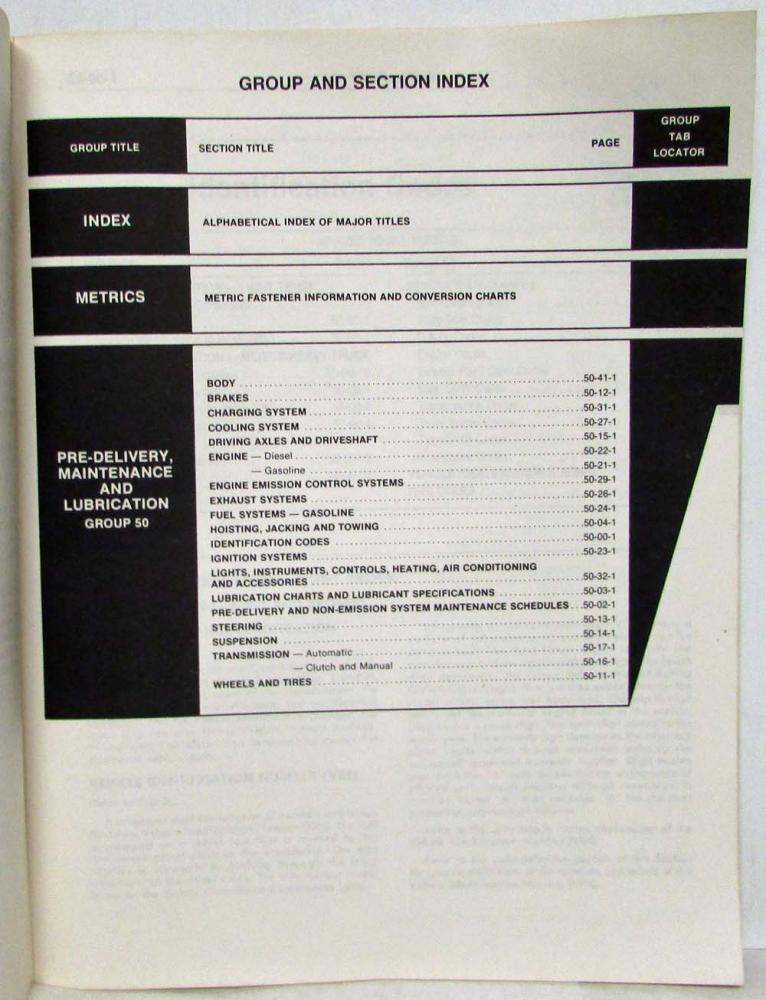 GROUP AND SECTION INDEX
GROUP TITLE
SECTION TITLE
PAGE
GROUP
TAB
LOCATOR
INDEX
ALPHABETICAL INDEX OF MAJOR TITLES
METRICS
METRIC FASTENER INFORMATION AND CONVERSION CHARTS
PRE-DELIVERY,
MAINTENANCE
AND
LUBRICATION
GROUP 50
BODY ... 50-41-1
BRAKES ... 50-12-1
CHARGING SYSTEM ... 50-31-1
COOLING SYSTEM ... 50-27-1
DRIVING AXLES AND DRIVESHAFT ... 50-15-1
ENGINE — Diesel ... 50-22-1
— Gasoline ... 50-21-1
ENGINE EMISSION CONTROL SYSTEMS ... 50-29-1
EXHAUST SYSTEMS ... 50-26-1
FUEL SYSTEMS — GASOLINE ... 50-24-1
HOISTING, JACKING AND TOWING ... 50-04-1
IDENTIFICATION CODES ... 50-00-1
IGNITION SYSTEMS ... 50-23-1
LIGHTS, INSTRUMENTS, CONTROLS, HEATING, AIR CONDITIONING
AND ACCESSORIES ... 50-32-1
LUBRICATION CHARTS AND LUBRICANT SPECIFICATIONS ... 50-03-1
PRE-DELIVERY AND NON-EMISSION SYSTEM MAINTENANCE SCHEDULES ... 50-02-1
STEERING ... 50-13-1
SUSPENSION ... 50-14-1
TRANSMISSION — Automatic ... 50-17-1
— Clutch and Manual ... 50-16-1
WHEELS AND TIRES ... 50-11-1